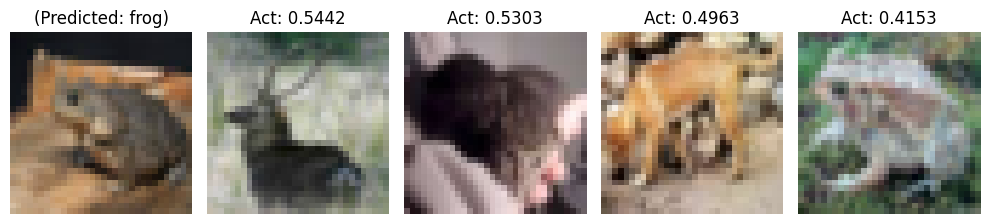 (Predicted: frog)
Act: 0.5442
Act: 0.5303
Act: 0.4963
Act: 0.4153